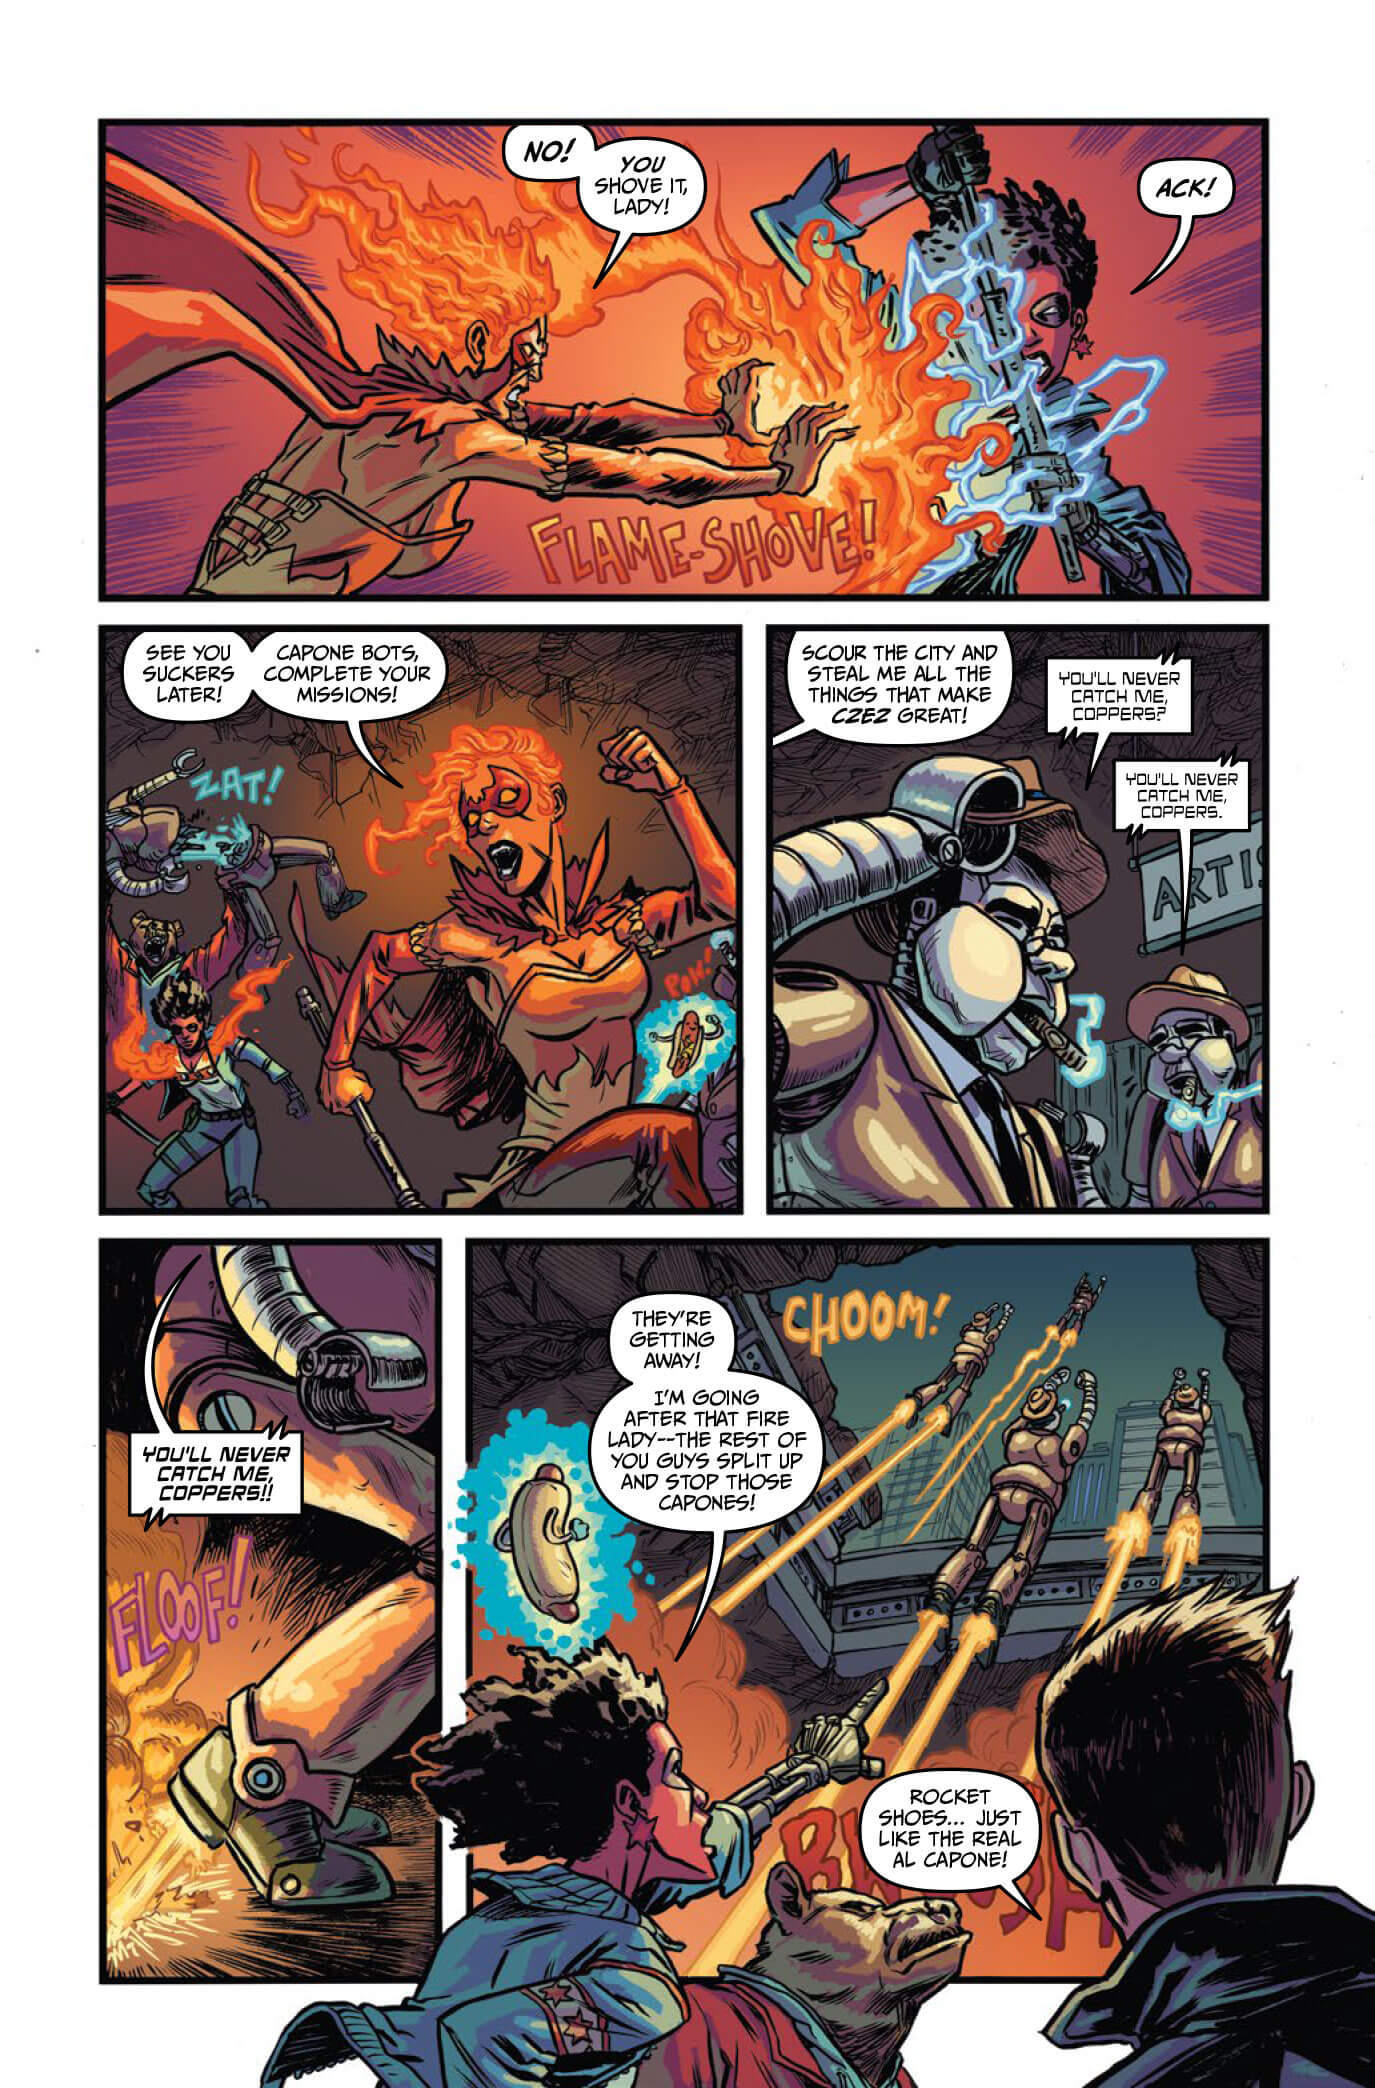 NO!
YOU
SHOVE IT,
LADY!
ACK!
FLAME-SHOVE!
SEE YOU
SUCKERS
LATER!
CAPONE BOTS,
COMPLETE YOUR
MISSIONS!
ZAT!
POW!
SCOUR THE CITY AND
STEAL ME ALL THE
THINGS THAT MAKE
CZEZ GREAT!
YOU'LL NEVER
CATCH ME,
COPPERS?
YOU'LL NEVER
CATCH ME,
COPPERS.
ARTIS
YOU'LL NEVER
CATCH ME,
COPPERS!!
FLOOF!
THEY'RE
GETTING
AWAY!
I'M GOING
AFTER THAT FIRE
LADY--THE REST OF
YOU GUYS SPLIT UP
AND STOP THOSE
CAPONES!
CHOOM!
ROCKET
SHOES... JUST
LIKE THE REAL
AL CAPONE!